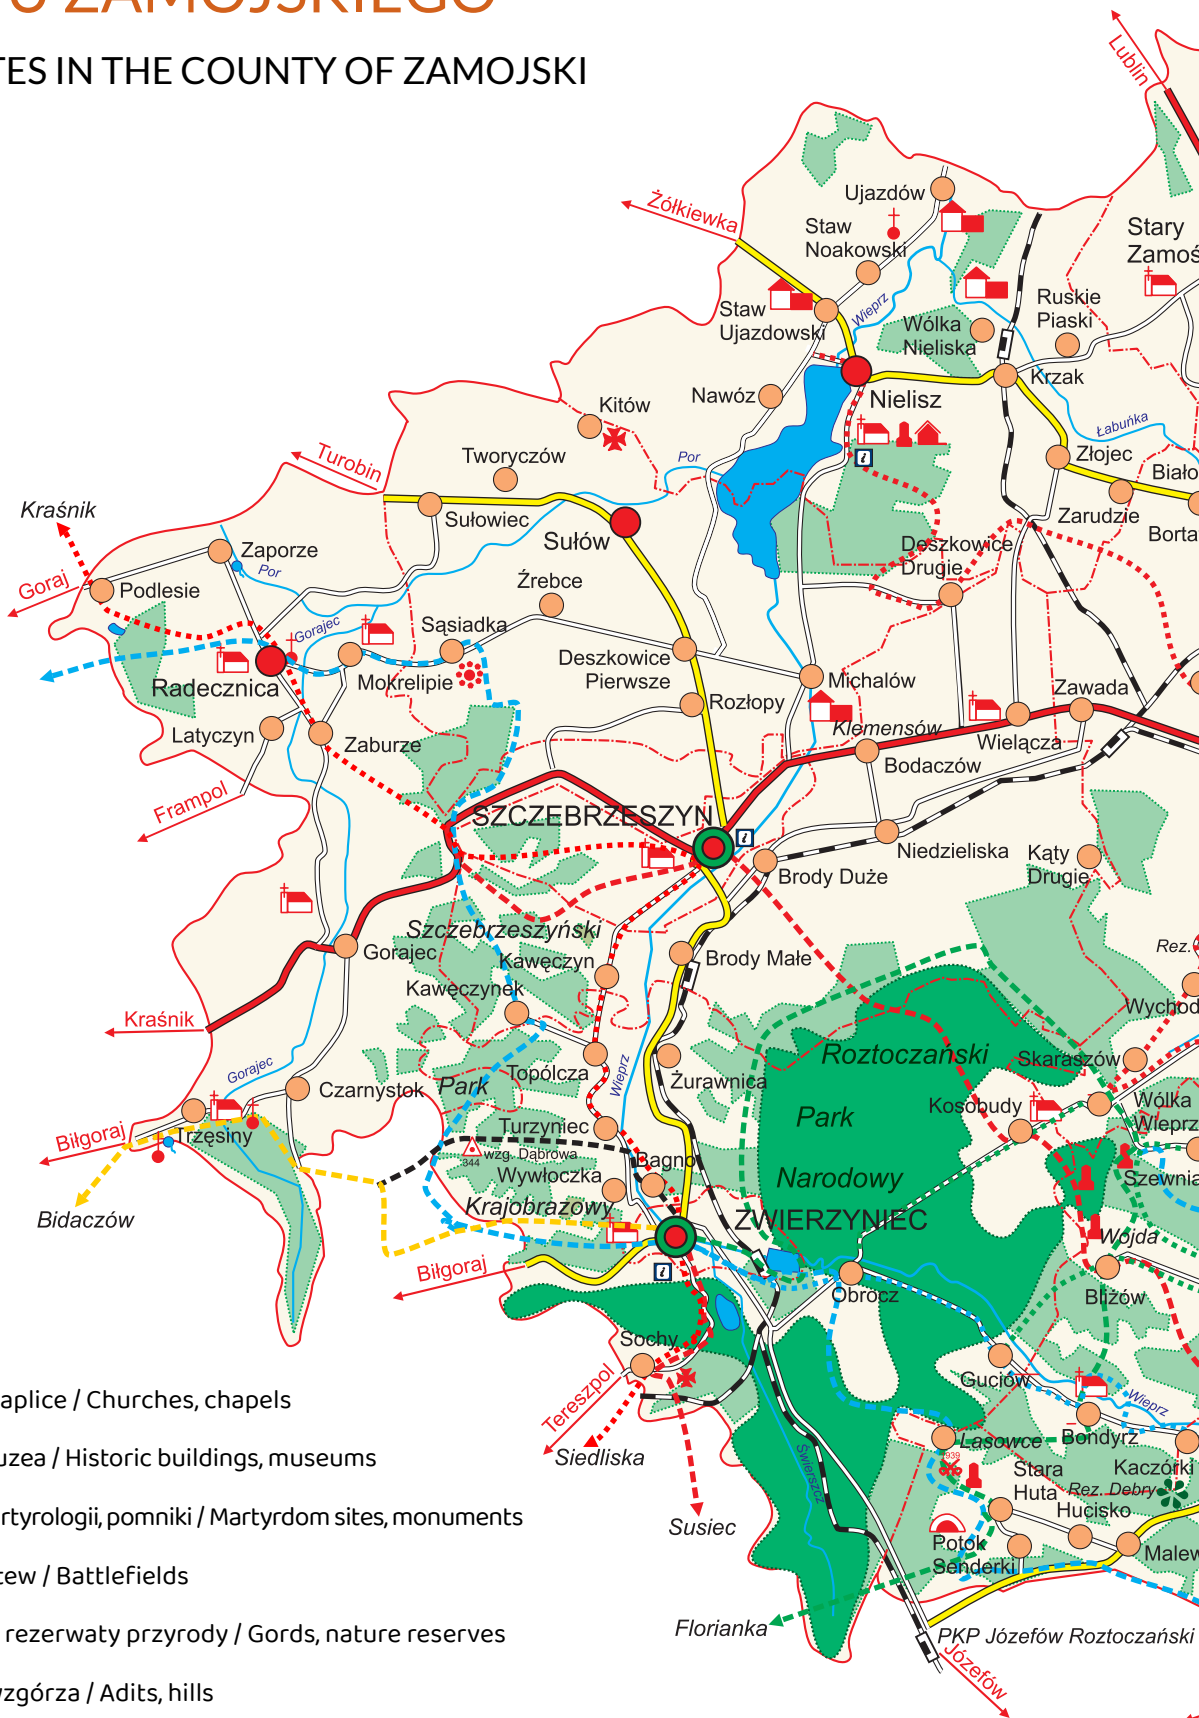 U ZAMOJSKIEGO
TES IN THE COUNTY OF ZAMOJSKI
Lublin
Żółkiewka
Ujazdów
Staw
Noakowski
Stary
Zamoś
Staw
Ujazdowski
Wieprz
Wólka
Nieliska
Ruskie
Piaski
Krzak
Nawóz
Nielisz
Kitów
Łabuńka
Turobin
Tworyczów
Por
Złojec
Biało
Kraśnik
Sułowiec
Sułów
Zarudzie
Borta
Zaporze
Por
Deszkowice
Drugie
Goraj
Podlesie
Źrebce
Gorajec
Sąsiadka
Deszkowice
Pierwsze
Radecznica
Mokrelipie
Michalów
Zawada
Rozłopy
Klemensów
Latyczyn
Zaburze
Wielącza
Bodaczów
Frampol
SZCZEBRZESZYN
Niedzieliska
Kąty
Drugie
Brody Duże
Szczebrzeszyński
Gorajec
Kawęczyn
Brody Małe
Rez.
Kawęczynek
Wychod
Kraśnik
Roztoczański
Skaraszów
Gorajec
Topólcza
Wieprz
Żurawnica
Czarnystok
Park
Park
Kosobudy
Wólka
Wieprz
Biłgoraj
Trzęsiny
Turzyniec
344
wzg. Dąbrowa
Bagno
Wywłoczka
Narodowy
Szewnia
Krajobrazowy
Bidaczów
ZWIERZYNIEC
Wojda
Biłgoraj
Obrocz
Bliżów
Sochy
Guciów
Tereszpol
Wieprz
aplice / Churches, chapels
Siedliska
Lasowce
Bondyrz
Świerszcz
939
Stara
Huta
Kaczórki
Rez. Debry
uzea / Historic buildings, museums
Hucisko
Susiec
Potok
Senderki
Malew
rtyrologii, pomniki / Martyrdom sites, monuments
tew / Battlefields
Florianka
PKP Józefów Roztoczański
rezerwaty przyrody / Gords, nature reserves
Józefów
vzgórza / Adits, hills